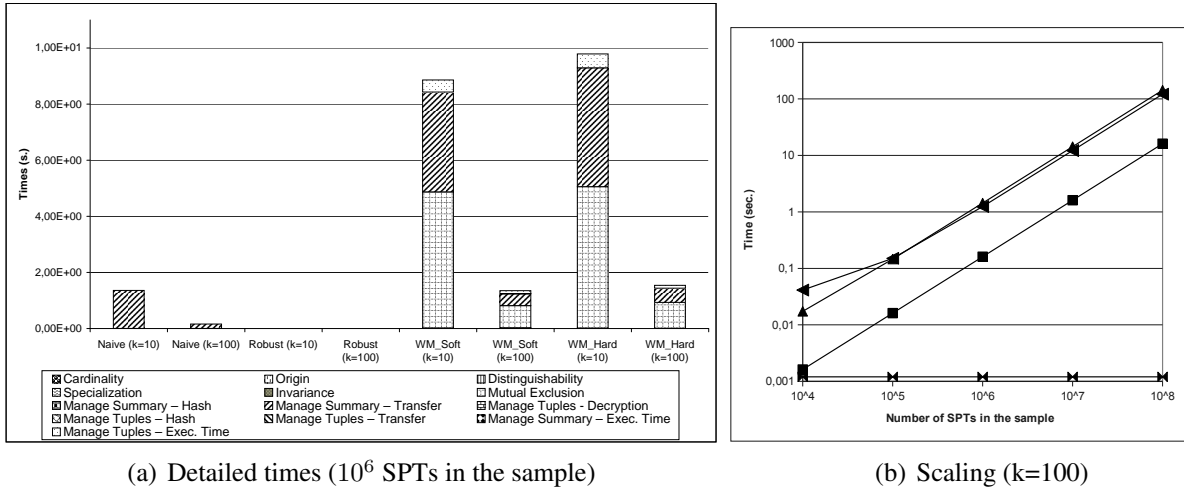 1,00E+01
8,00E+00
6,00E+00
4,00E+00
2,00E+00
0,00E+00
Times (s.)
Naive (k=10)
Naive (k=100)
Robust (k=10)
Robust (k=100)
WM_Soft (k=10)
WM_Soft (k=100)
WM_Hard (k=10)
WM_Hard (k=100)
Cardinality
Origin
Distinguishability
Specialization
Invariance
Mutual Exclusion
Manage Summary – Hash
Manage Summary – Transfer
Manage Tuples - Decryption
Manage Tuples – Hash
Manage Tuples – Transfer
Manage Summary – Exec. Time
Manage Tuples – Exec. Time
(a) Detailed times (10⁶ SPTs in the sample)
1000
100
10
1
0,1
0,01
0,001
Time (sec.)
10^4
10^5
10^6
10^7
10^8
Number of SPTs in the sample
(b) Scaling (k=100)